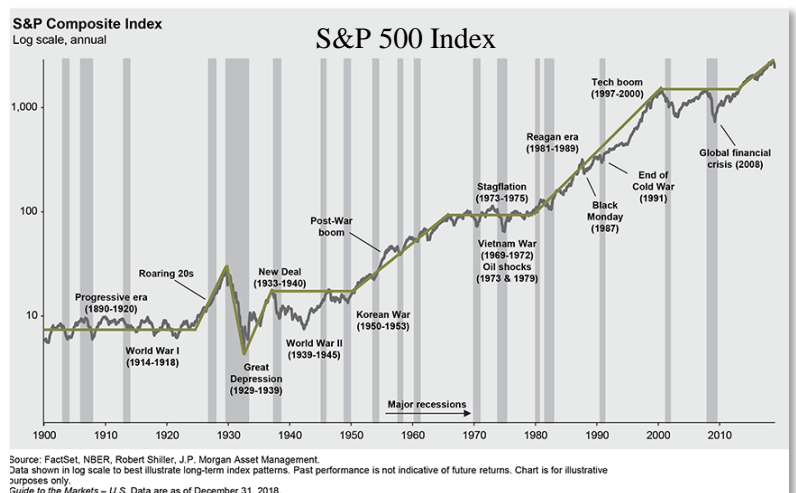 S&P Composite Index
Log scale, annual
S&P 500 Index
1,000
100
10
Tech boom
(1997-2000)
Reagan era
(1981-1989)
Global financial
crisis (2008)
End of
Cold War
(1991)
Black
Monday
(1987)
Stagflation
(1973-1975)
Vietnam War
(1969-1972)
Oil shocks
(1973 & 1979)
Post-War
boom
Korean War
(1950-1953)
New Deal
(1933-1940)
World War II
(1939-1945)
Roaring 20s
Great
Depression
(1929-1939)
Progressive era
(1890-1920)
World War I
(1914-1918)
Major recessions
1900 1910 1920 1930 1940 1950 1960 1970 1980 1990 2000 2010
Source: FactSet, NBER, Robert Shiller, J.P. Morgan Asset Management.
Data shown in log scale to best illustrate long-term index patterns. Past performance is not indicative of future returns. Chart is for illustrative
purposes only.
Guide to the Markets – U.S. Data are as of December 31, 2018.